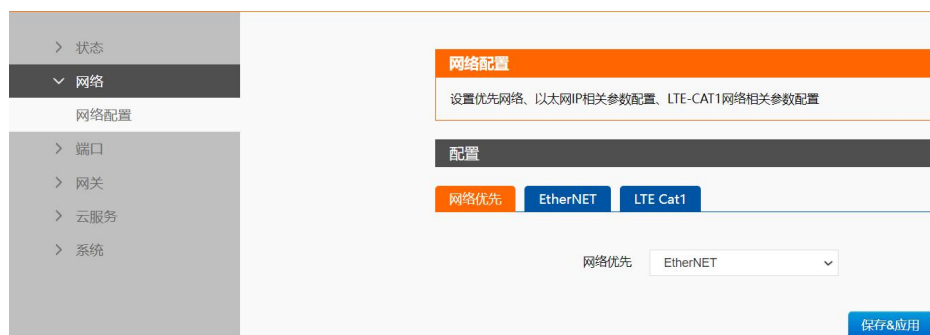 状态
网络
网络配置
端口
网关
云服务
系统
网络配置
设置优先网络、以太网IP相关参数配置、LTE-CAT1网络相关参数配置
配置
网络优先 EtherNET LTE Cat1
网络优先 EtherNET
保存&应用